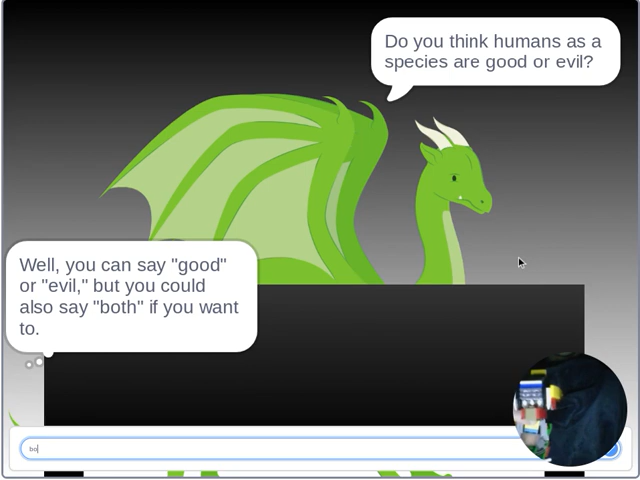 Do you think humans as a
species are good or evil?
Well, you can say "good"
or "evil," but you could
also say "both" if you want
to.
bo